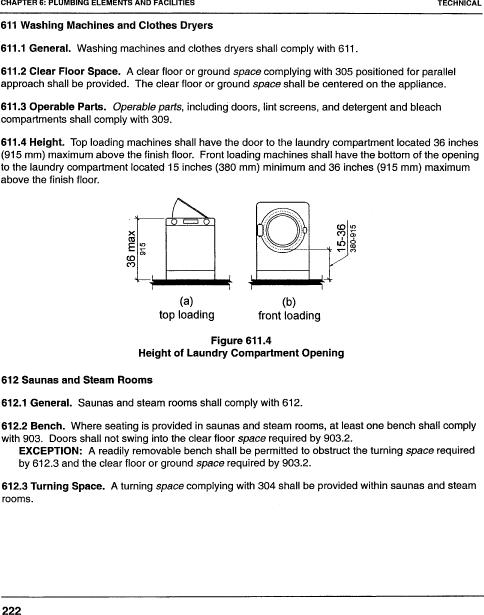 CHAPTER 6: PLUMBING ELEMENTS AND FACILITIES TECHNICAL
611 Washing Machines and Clothes Dryers
611.1 General. Washing machines and clothes dryers shall comply with 611.
611.2 Clear Floor Space. A clear floor or ground space complying with 305 positioned for parallel
approach shall be provided. The clear floor or ground space shall be centered on the appliance.
611.3 Operable Parts. Operable parts, including doors, lint screens, and detergent and bleach
compartments shall comply with 309.
611.4 Height. Top loading machines shall have the door to the laundry compartment located 36 inches
(915 mm) maximum above the finish floor. Front loading machines shall have the bottom of the opening
to the laundry compartment located 15 inches (380 mm) minimum and 36 inches (915 mm) maximum
above the finish floor.
36 max
915
15-36
380-915
(a)
top loading
(b)
front loading
Figure 611.4
Height of Laundry Compartment Opening
612 Saunas and Steam Rooms
612.1 General. Saunas and steam rooms shall comply with 612.
612.2 Bench. Where seating is provided in saunas and steam rooms, at least one bench shall comply
with 903. Doors shall not swing into the clear floor space required by 903.2.
EXCEPTION: A readily removable bench shall be permitted to obstruct the turning space required
by 612.3 and the clear floor or ground space required by 903.2.
612.3 Turning Space. A turning space complying with 304 shall be provided within saunas and steam
rooms.
222